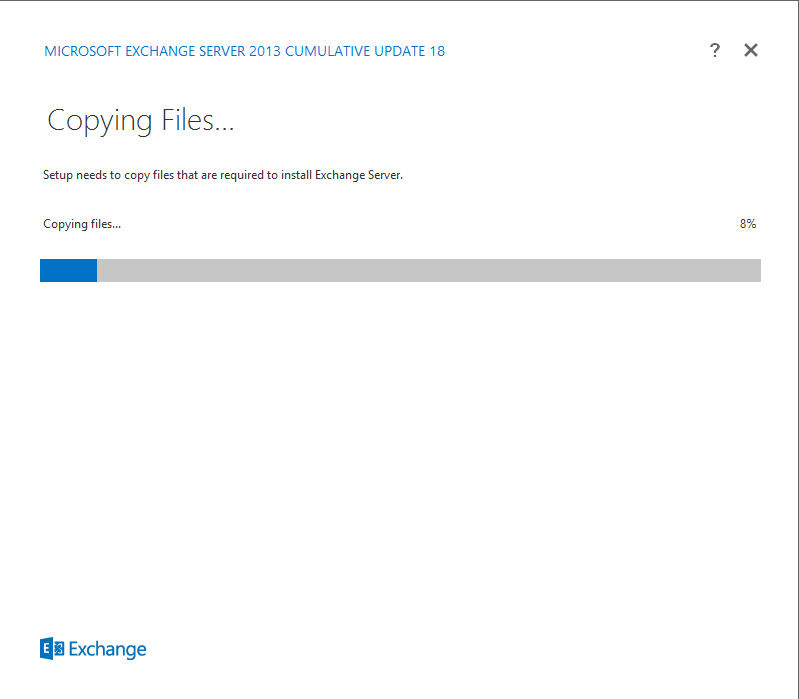 MICROSOFT EXCHANGE SERVER 2013 CUMULATIVE UPDATE 18
?
Copying Files...
Setup needs to copy files that are required to install Exchange Server.
Copying files... 8%
E Exchange